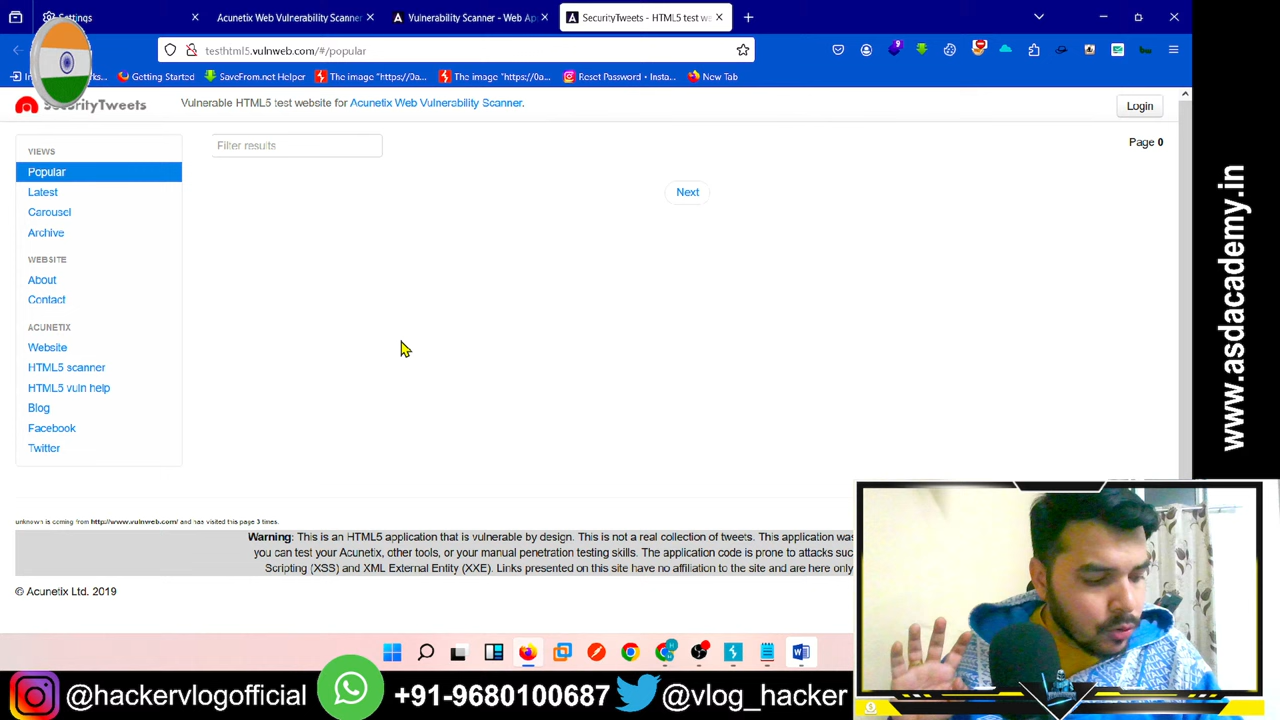 Settings
Acunetix Web Vulnerability Scanner
Vulnerability Scanner - Web Ap
SecurityTweets - HTML5 test we
testhtml5.vulnweb.com/#/popular
Getting Started
SaveFrom.net Helper
The image "https://0a...
The image "https://0a...
Reset Password • Insta...
New Tab
SecurityTweets
Vulnerable HTML5 test website for Acunetix Web Vulnerability Scanner.
Login
VIEWS
Popular
Latest
Carousel
Archive
WEBSITE
About
Contact
ACUNETIX
Website
HTML5 scanner
HTML5 vuln help
Blog
Facebook
Twitter
Filter results
Page 0
Next
unknown is coming from http://www.vulnweb.com/ and has visited this page 3 times.
Warning: This is an HTML5 application that is vulnerable by design. This is not a real collection of tweets. This application was
you can test your Acunetix, other tools, or your manual penetration testing skills. The application code is prone to attacks suc
Scripting (XSS) and XML External Entity (XXE). Links presented on this site have no affiliation to the site and are here only
© Acunetix Ltd. 2019
www.asdacademy.in
@hackervlogofficial
+91-9680100687
@vlog_hacker